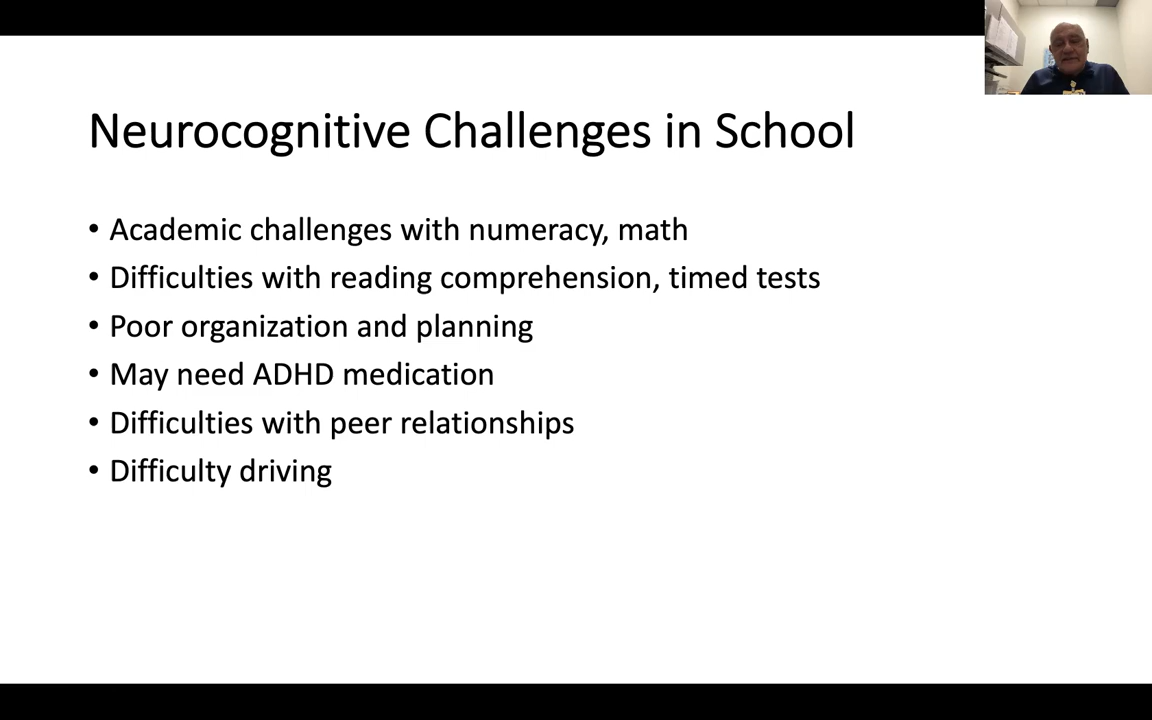 Neurocognitive Challenges in School
• Academic challenges with numeracy, math
• Difficulties with reading comprehension, timed tests
• Poor organization and planning
• May need ADHD medication
• Difficulties with peer relationships
• Difficulty driving